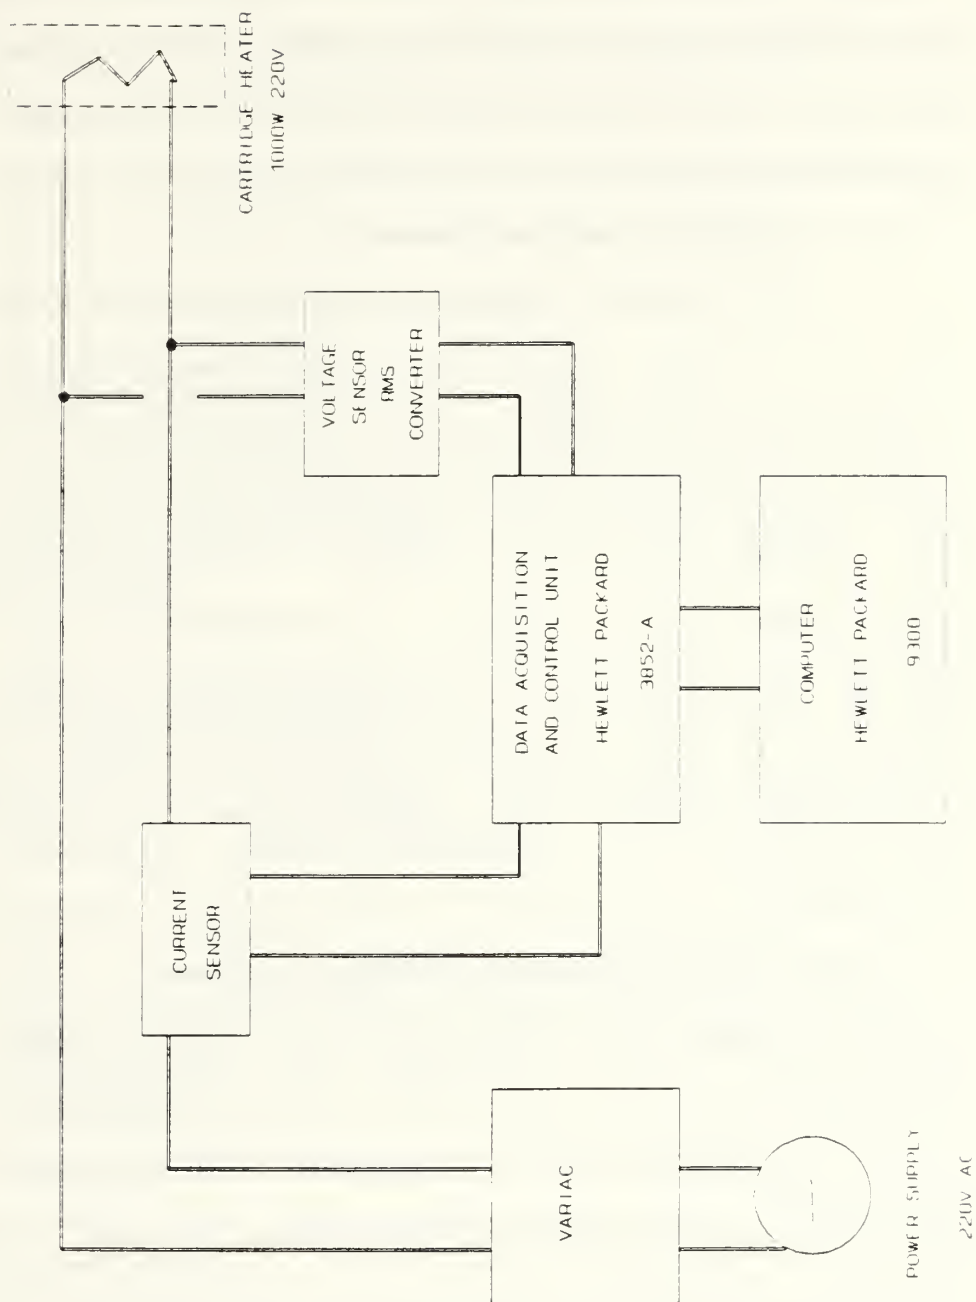 CARTRIDGE HEATER
1000W 220V
VOLTAGE
SENSOR
RMS
CONVERTER
CURRENT
SENSOR
DATA ACQUISITION
AND CONTROL UNIT
HEWLETT PACKARD
3852-A
COMPUTER
HEWLETT PACKARD
9300
VARIAC
POWER SUPPLY
220V AC